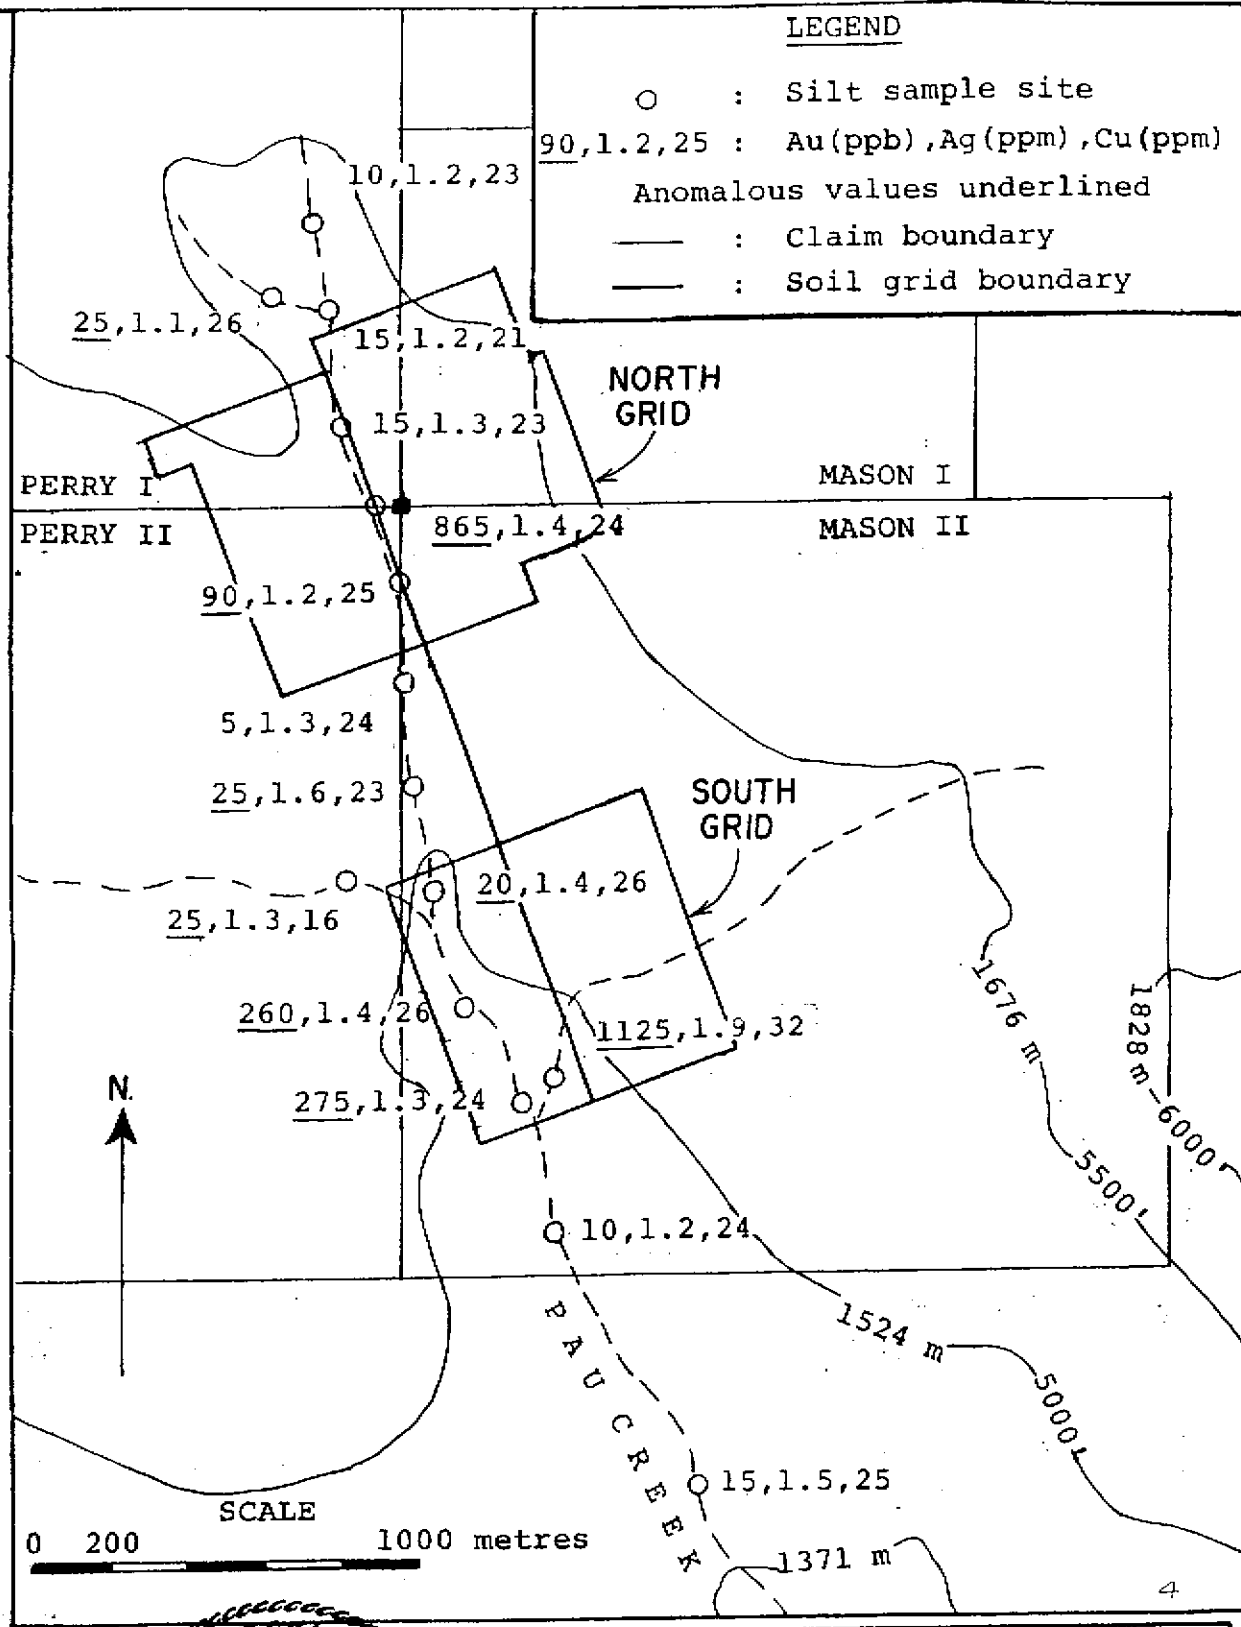 LEGEND
: Silt sample site
90,1.2,25 : Au(ppb),Ag(ppm),Cu(ppm)
Anomalous values underlined
: Claim boundary
: Soil grid boundary
10,1.2,23
25,1.1,26
15,1.2,21
NORTH
GRID
15,1.3,23
PERRY I
MASON I
PERRY II
865,1.4,24
MASON II
90,1.2,25
5,1.3,24
25,1.6,23
SOUTH
GRID
20,1.4,26
25,1.3,16
260,1.4,26
1125,1.9,32
1676 m
1828 m - 6000'
N.
275,1.3,24
5500'
10,1.2,24
1524 m
5000'
PAU CREEK
15,1.5,25
SCALE
0 200 1000 metres
1371 m
4